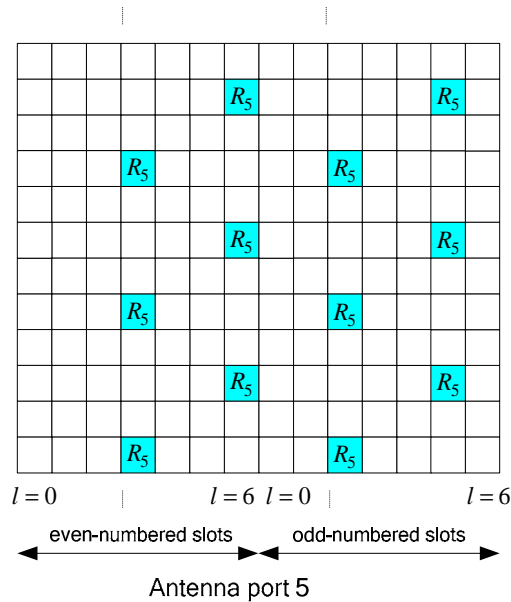 R₅ R₅
R₅ R₅
R₅ R₅
R₅ R₅
R₅ R₅
R₅ R₅
l = 0 l = 6 l = 0 l = 6
even-numbered slots odd-numbered slots
Antenna port 5